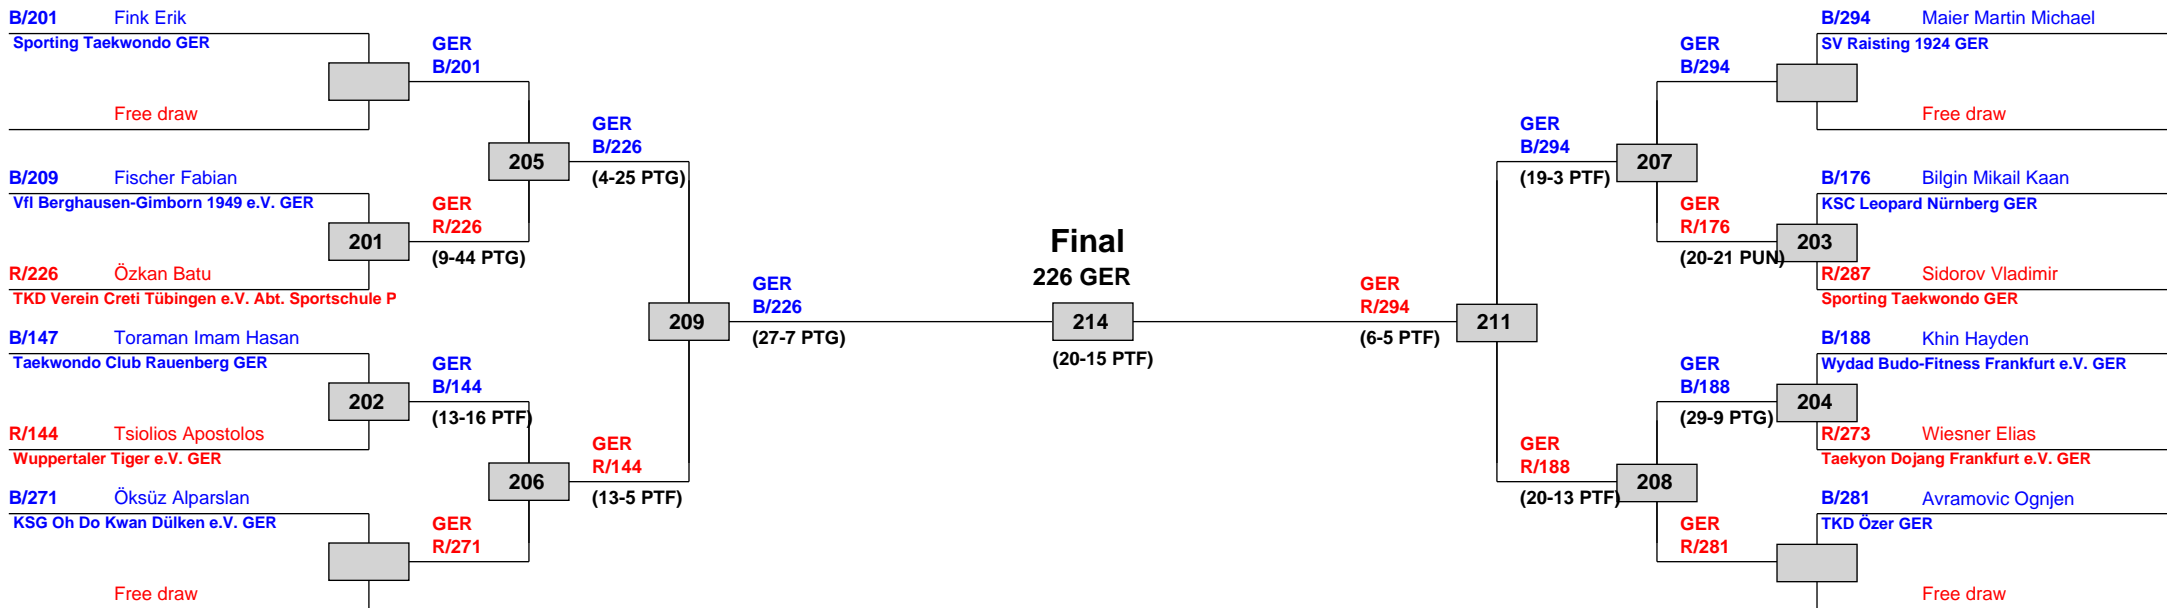 B/201 Fink Erik
Sporting Taekwondo GER
Free draw
B/209 Fischer Fabian
Vfl Berghausen-Gimborn 1949 e.V. GER
201
R/226 Özkan Batu
TKD Verein Creti Tübingen e.V. Abt. Sportschule P
B/147 Toraman Imam Hasan
Taekwondo Club Rauenberg GER
202
R/144 Tsiolios Apostolos
Wuppertaler Tiger e.V. GER
B/271 Öksüz Alparslan
KSG Oh Do Kwan Dülken e.V. GER
Free draw
GER
B/201
205
GER
R/226
(9-44 PTG)
GER
B/144
(13-16 PTF)
206
GER
R/271
GER
B/226
(4-25 PTG)
209
GER
R/144
(13-5 PTF)
GER
B/226
(27-7 PTG)
Final
226 GER
214
(20-15 PTF)
GER
R/294
(6-5 PTF)
211
GER
B/294
(19-3 PTF)
207
GER
R/188
(20-13 PTF)
208
GER
B/294
GER
R/176
(20-21 PUN)
203
GER
B/188
(29-9 PTG)
204
GER
R/281
B/294 Maier Martin Michael
SV Raisting 1924 GER
Free draw
B/176 Bilgin Mikail Kaan
KSC Leopard Nürnberg GER
R/287 Sidorov Vladimir
Sporting Taekwondo GER
B/188 Khin Hayden
Wydad Budo-Fitness Frankfurt e.V. GER
R/273 Wiesner Elias
Taekyon Dojang Frankfurt e.V. GER
B/281 Avramovic Ognjen
TKD Özer GER
Free draw